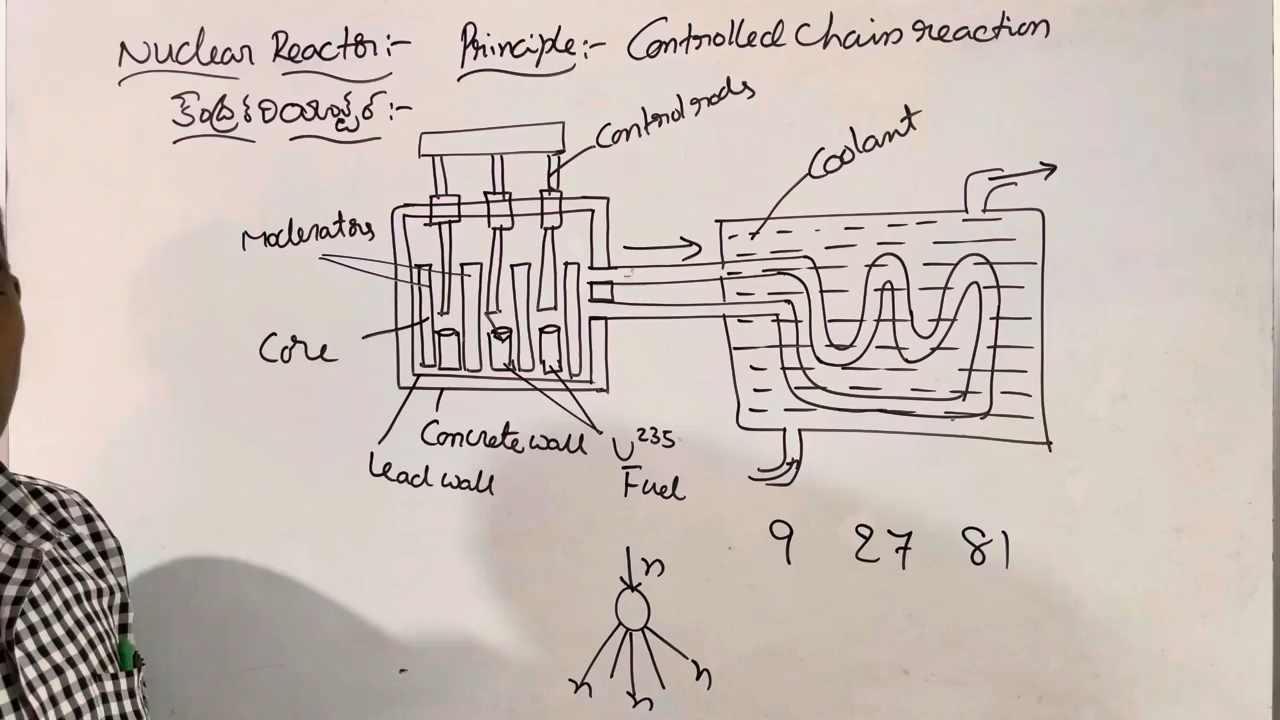 Nuclear Reactor:- Principle:- Controlled Chain reaction
Control rods
Coolant
Moderators
Core
Concrete wall
Lead wall
U²³⁵
Fuel
9 27 81
n
n
n
n